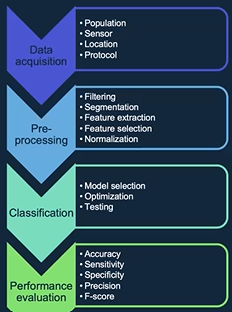 Data
acquisition
• Population
• Sensor
• Location
• Protocol
Pre-
processing
• Filtering
• Segmentation
• Feature extraction
• Feature selection
• Normalization
Classification
• Model selection
• Optimization
• Testing
Performance
evaluation
• Accuracy
• Sensitivity
• Specificity
• Precision
• F-score